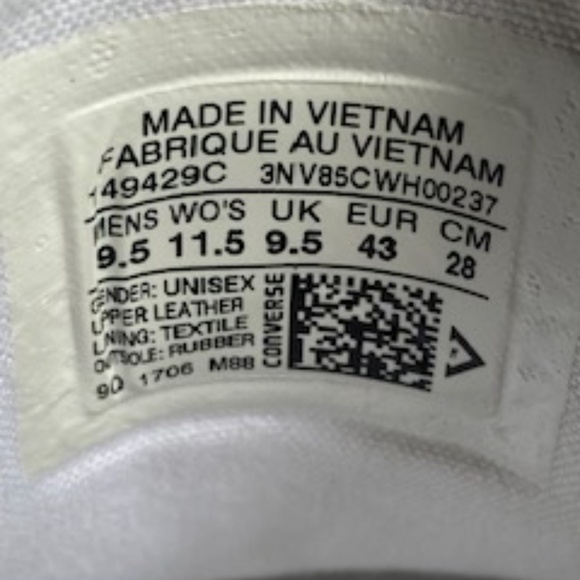 MADE IN VIETNAM
FABRIQUE AU VIETNAM
149429C 3NV85CWH00237
MENS WO'S UK EUR CM
9.5 11.5 9.5 43 28
GENDER: UNISEX
UPPER LEATHER
LINING: TEXTILE
OUTSOLE: RUBBER
9D 1706 M88
CONVERSE